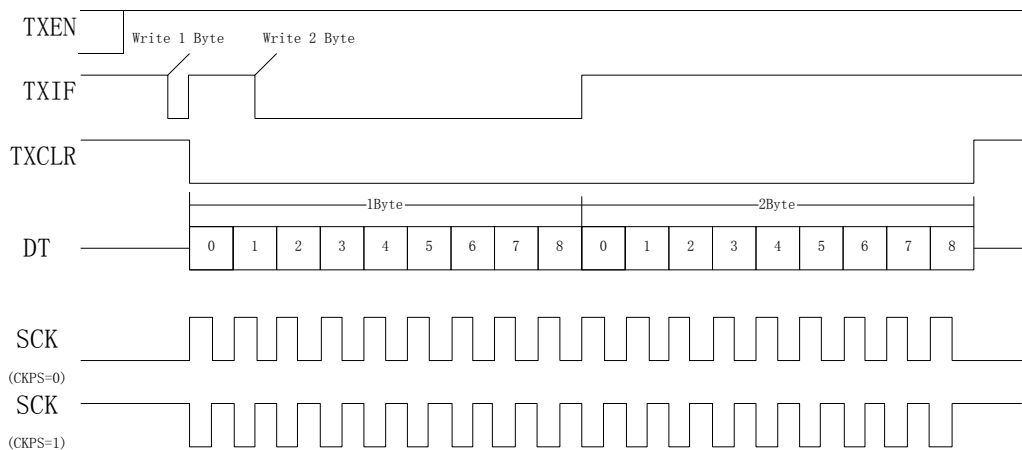 TXEN
Write 1 Byte Write 2 Byte
TXIF
TXCLR
1Byte 2Byte
DT 0 1 2 3 4 5 6 7 8 0 1 2 3 4 5 6 7 8
SCK
(CKPS=0)
SCK
(CKPS=1)